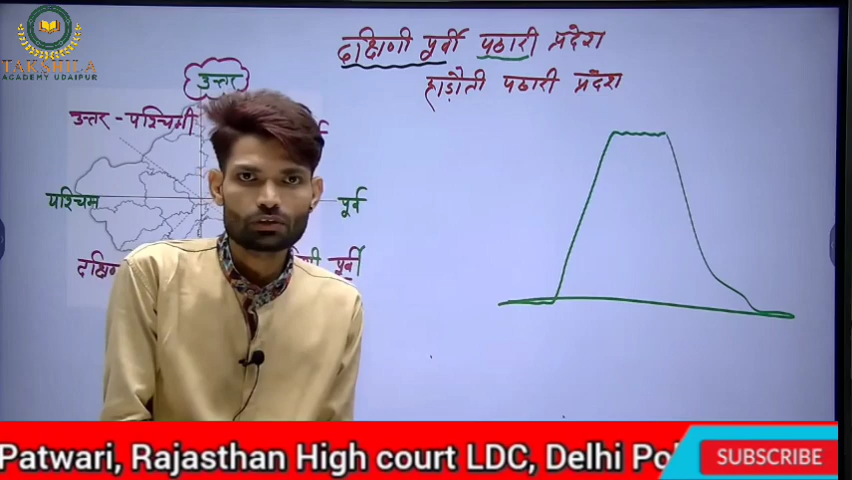 TAKSHILA
ACADEMY UDAIPUR
दक्षिणी पूर्वी पठारी प्रदेश
हाड़ौती पठारी प्रदेश
उत्तर
उत्तर - पश्चिमी
पश्चिम
पूर्व
पूर्वी
Patwari, Rajasthan High court LDC, Delhi
SUBSCRIBE